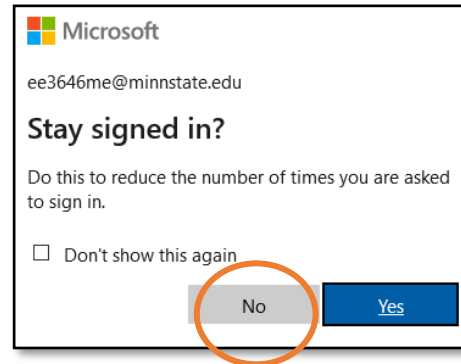 Microsoft
ee3646me@minnstate.edu
Stay signed in?
Do this to reduce the number of times you are asked
to sign in.
Don't show this again
No Yes